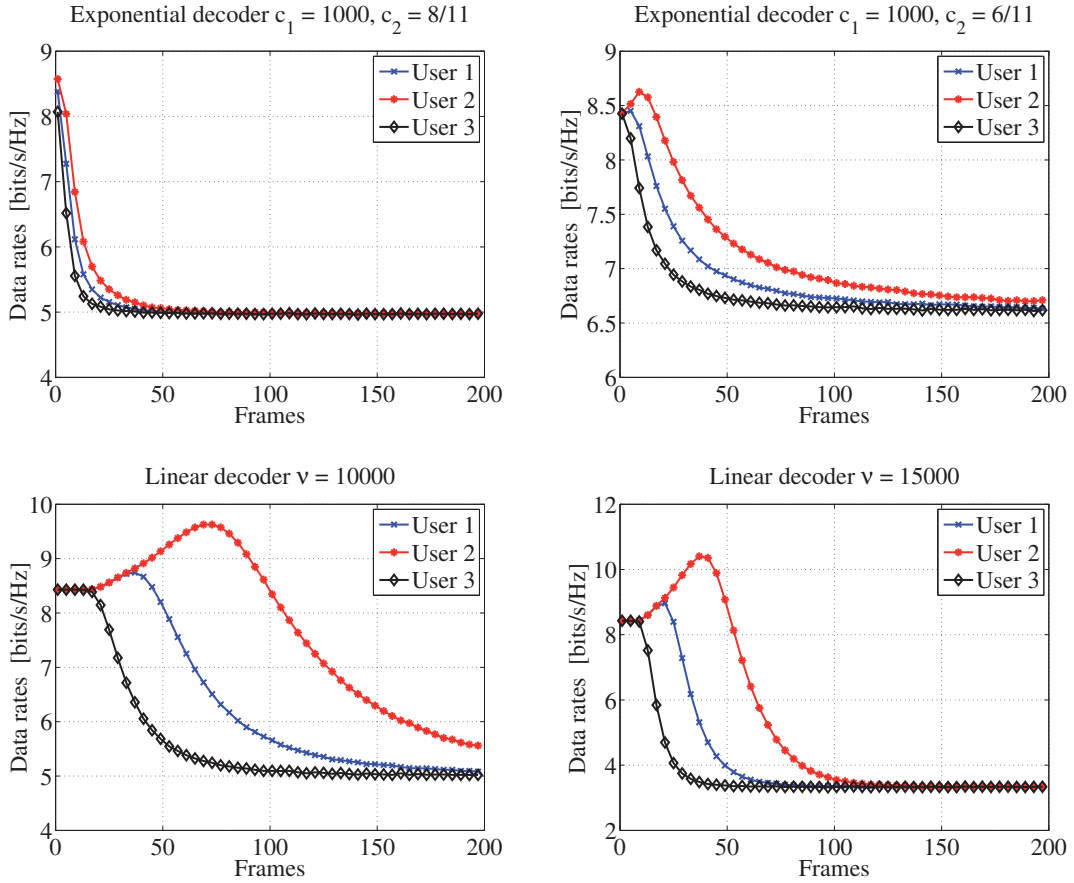 Exponential decoder c1 = 1000, c2 = 8/11
9
8
7
6
5
4
Data rates [bits/s/Hz]
User 1
User 2
User 3
0
50
100
150
200
Frames
Exponential decoder c1 = 1000, c2 = 6/11
9
8.5
8
7.5
7
6.5
6
Data rates [bits/s/Hz]
User 1
User 2
User 3
0
50
100
150
200
Frames
Linear decoder ν = 10000
10
9
8
7
6
5
4
Data rates [bits/s/Hz]
User 1
User 2
User 3
0
50
100
150
200
Frames
Linear decoder ν = 15000
12
10
8
6
4
2
Data rates [bits/s/Hz]
User 1
User 2
User 3
0
50
100
150
200
Frames